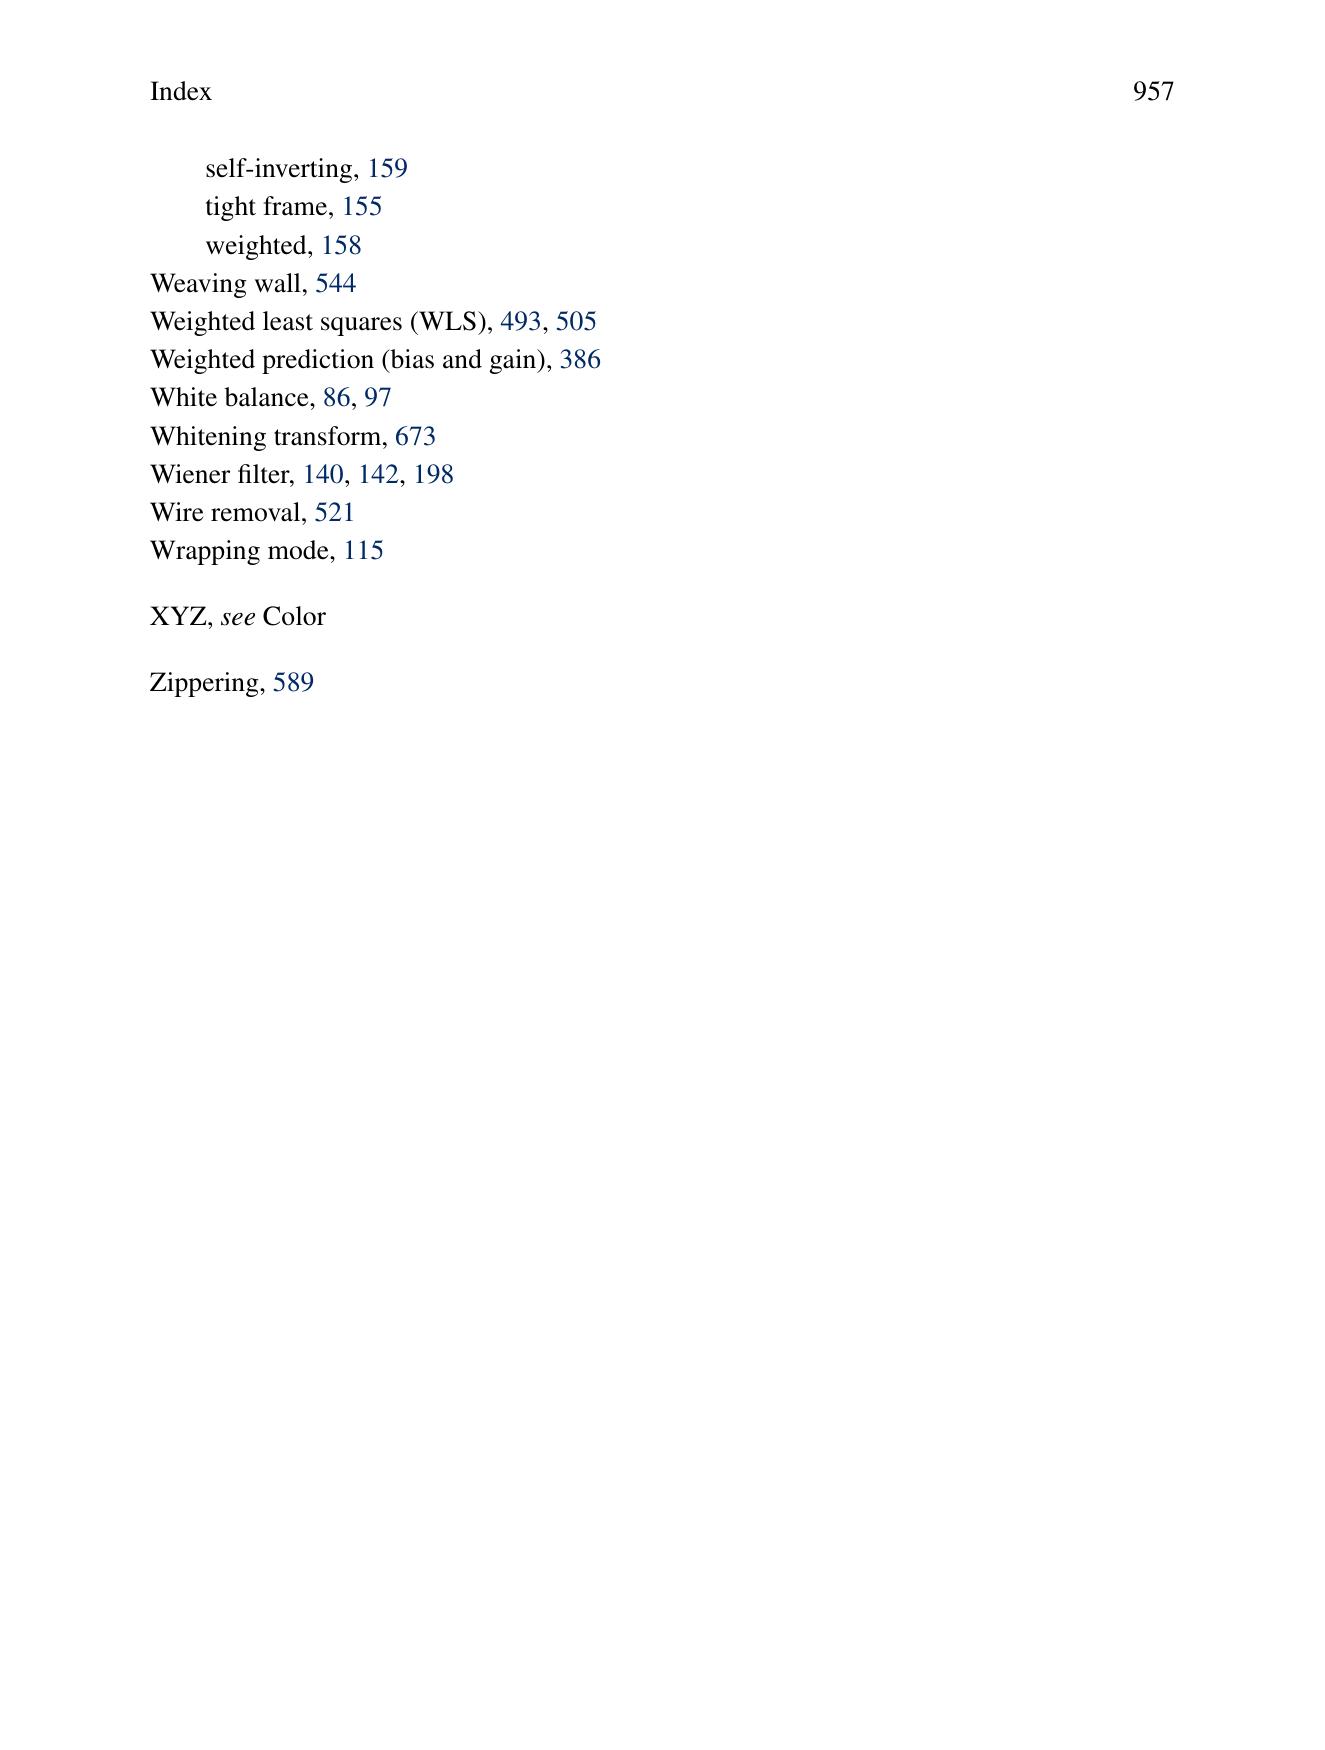 Index 957
self-inverting, 159
tight frame, 155
weighted, 158
Weaving wall, 544
Weighted least squares (WLS), 493, 505
Weighted prediction (bias and gain), 386
White balance, 86, 97
Whitening transform, 673
Wiener filter, 140, 142, 198
Wire removal, 521
Wrapping mode, 115
XYZ, see Color
Zippering, 589